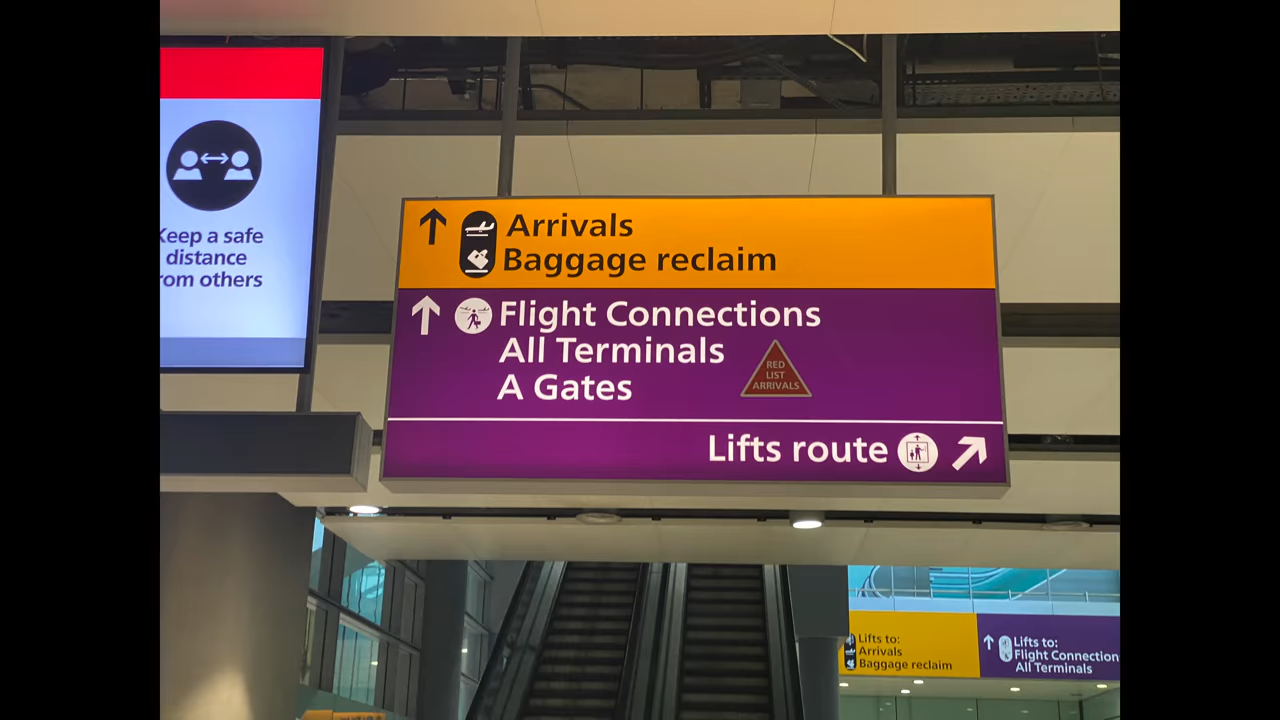 Keep a safe
distance
from others
Arrivals
Baggage reclaim
Flight Connections
All Terminals
A Gates
RED
LIST
ARRIVALS
Lifts route
Lifts to:
Arrivals
Baggage reclaim
Lifts to:
Flight Connection
All Terminals